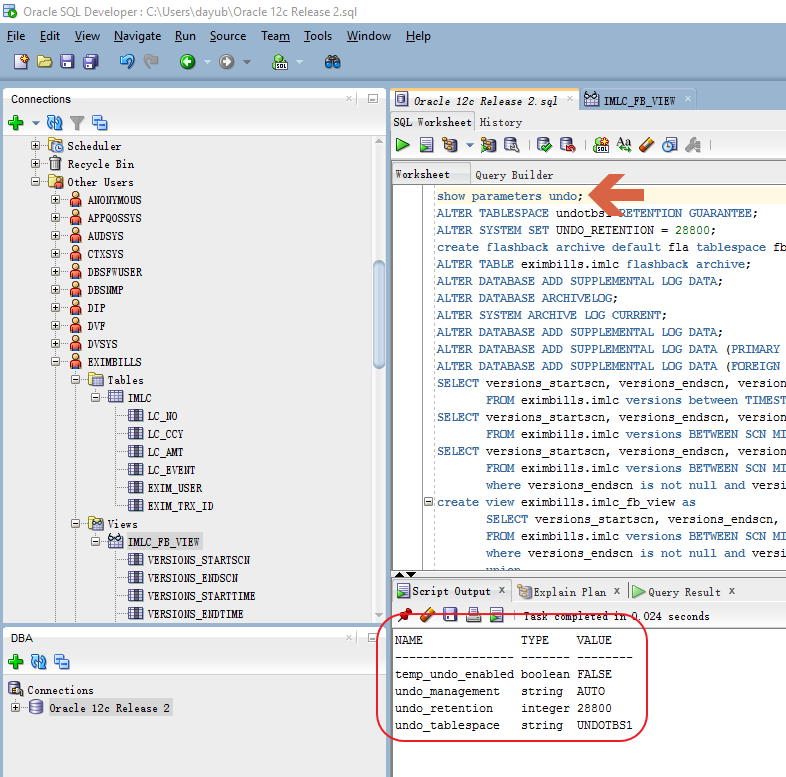 Oracle SQL Developer : C:\Users\dayub\Oracle 12c Release 2.sql
File Edit View Navigate Run Source Team Tools Window Help
Connections
Scheduler
Recycle Bin
Other Users
ANONYMOUS
APPQOSSYS
AUDSYS
CTXSYS
DBSFWUSER
DBSNMP
DIP
DVF
DVSYS
EXIMBILLS
Tables
IMLC
LC_NO
LC_CCY
LC_AMT
LC_EVENT
EXIM_USER
EXIM_TRX_ID
Views
IMLC_FB_VIEW
VERSIONS_STARTSCN
VERSIONS_ENDSCN
VERSIONS_STARTTIME
VERSIONS_ENDTIME
DBA
Connections
Oracle 12c Release 2
Oracle 12c Release 2.sql
IMLC_FB_VIEW
SQL Worksheet History
Worksheet Query Builder
show parameters undo;
ALTER TABLESPACE undotbs1 RETENTION GUARANTEE;
ALTER SYSTEM SET UNDO_RETENTION = 28800;
create flashback archive default fla tablespace fb
ALTER TABLE eximbills.imlc flashback archive;
ALTER DATABASE ADD SUPPLEMENTAL LOG DATA;
ALTER DATABASE ARCHIVELOG;
ALTER SYSTEM ARCHIVE LOG CURRENT;
ALTER DATABASE ADD SUPPLEMENTAL LOG DATA;
ALTER DATABASE ADD SUPPLEMENTAL LOG DATA (PRIMARY
ALTER DATABASE ADD SUPPLEMENTAL LOG DATA (FOREIGN
SELECT versions_startscn, versions_endscn, version
FROM eximbills.imlc versions between TIMEST
SELECT versions_startscn, versions_endscn, version
FROM eximbills.imlc versions BETWEEN SCN MI
SELECT versions_startscn, versions_endscn, version
FROM eximbills.imlc versions BETWEEN SCN MI
where versions_endscn is not null and versi
create view eximbills.imlc_fb_view as
SELECT versions_startscn, versions_endscn,
FROM eximbills.imlc versions BETWEEN SCN MI
where versions_endscn is not null and versi
union
Script Output Explain Plan Query Result
Task completed in 0.024 seconds
NAME TYPE VALUE
----------------- ------- --------
temp_undo_enabled boolean FALSE
undo_management string AUTO
undo_retention integer 28800
undo_tablespace string UNDOTBS1